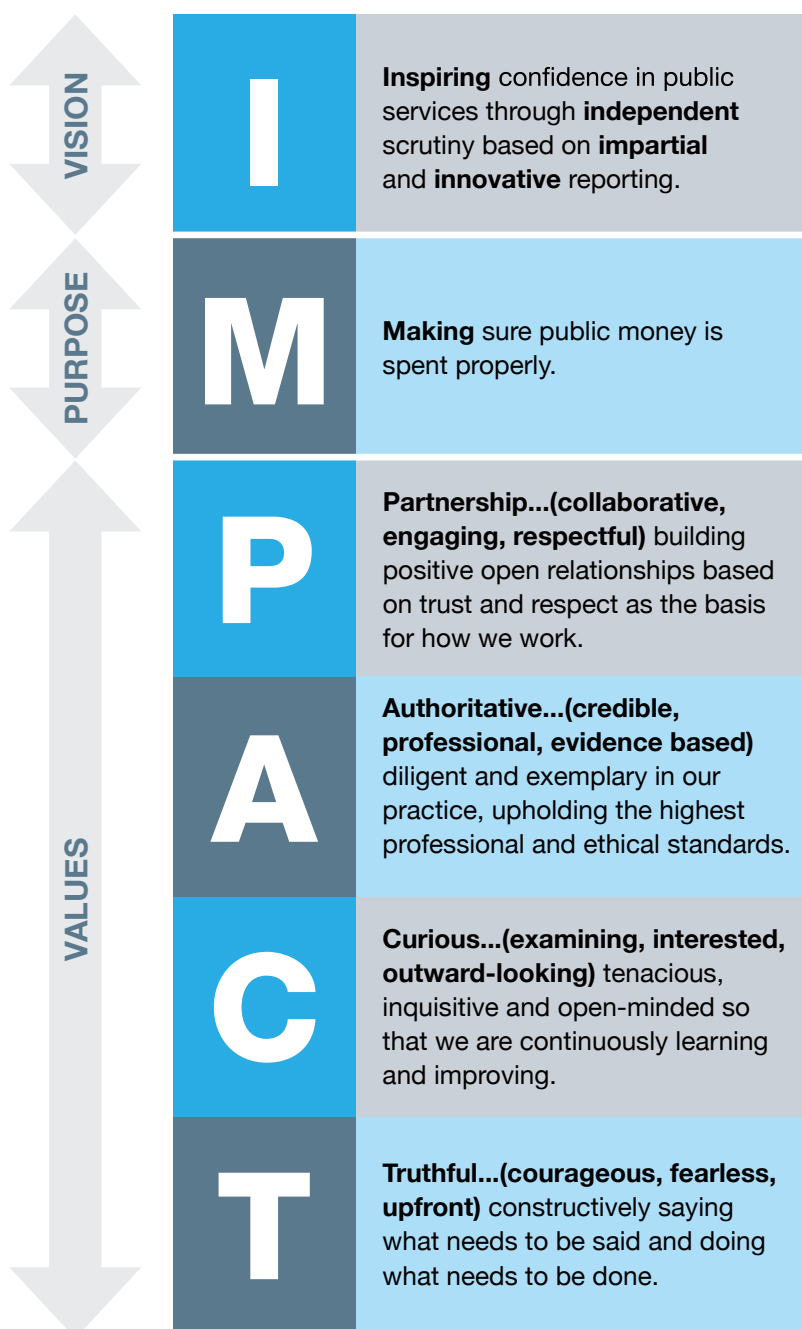 VISION
I
Inspiring confidence in public
services through independent
scrutiny based on impartial
and innovative reporting.
PURPOSE
M
Making sure public money is
spent properly.
VALUES
P
Partnership...(collaborative,
engaging, respectful) building
positive open relationships based
on trust and respect as the basis
for how we work.
A
Authoritative...(credible,
professional, evidence based)
diligent and exemplary in our
practice, upholding the highest
professional and ethical standards.
C
Curious...(examining, interested,
outward-looking) tenacious,
inquisitive and open-minded so
that we are continuously learning
and improving.
T
Truthful...(courageous, fearless,
upfront) constructively saying
what needs to be said and doing
what needs to be done.